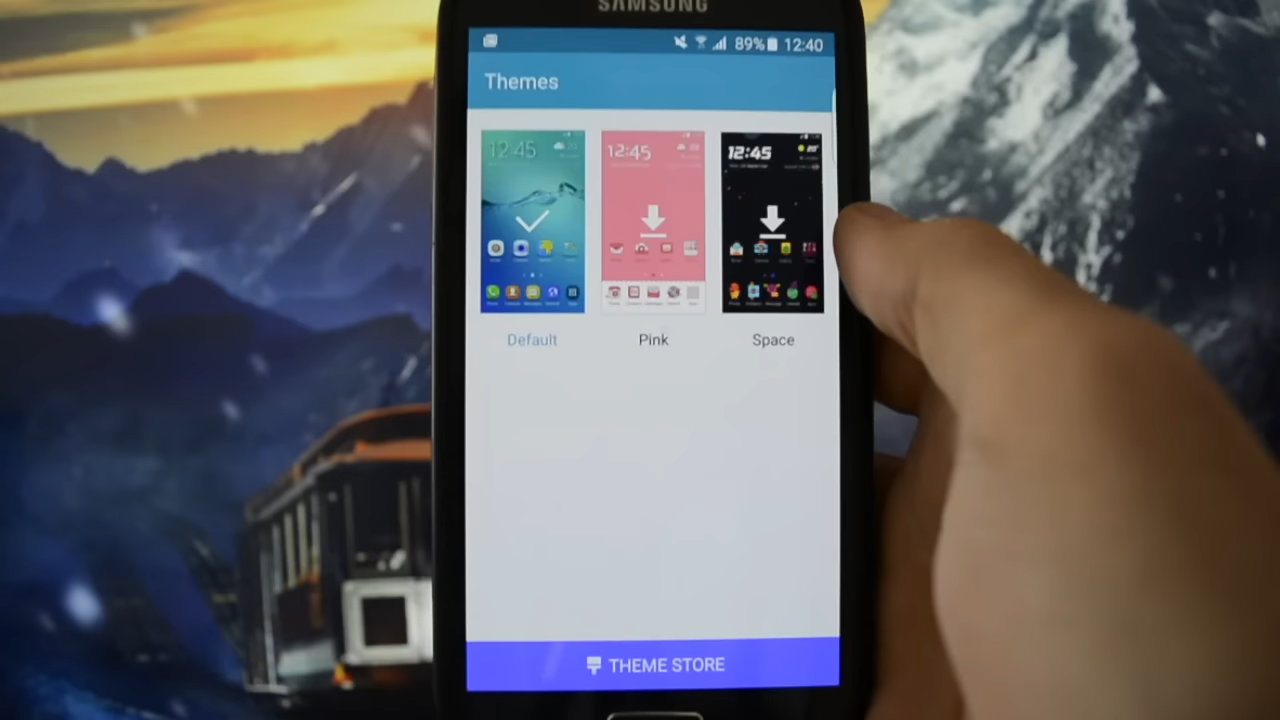 SAMSUNG
89% 12:40
Themes
12:45 12:45 12:45
Default Pink Space
THEME STORE